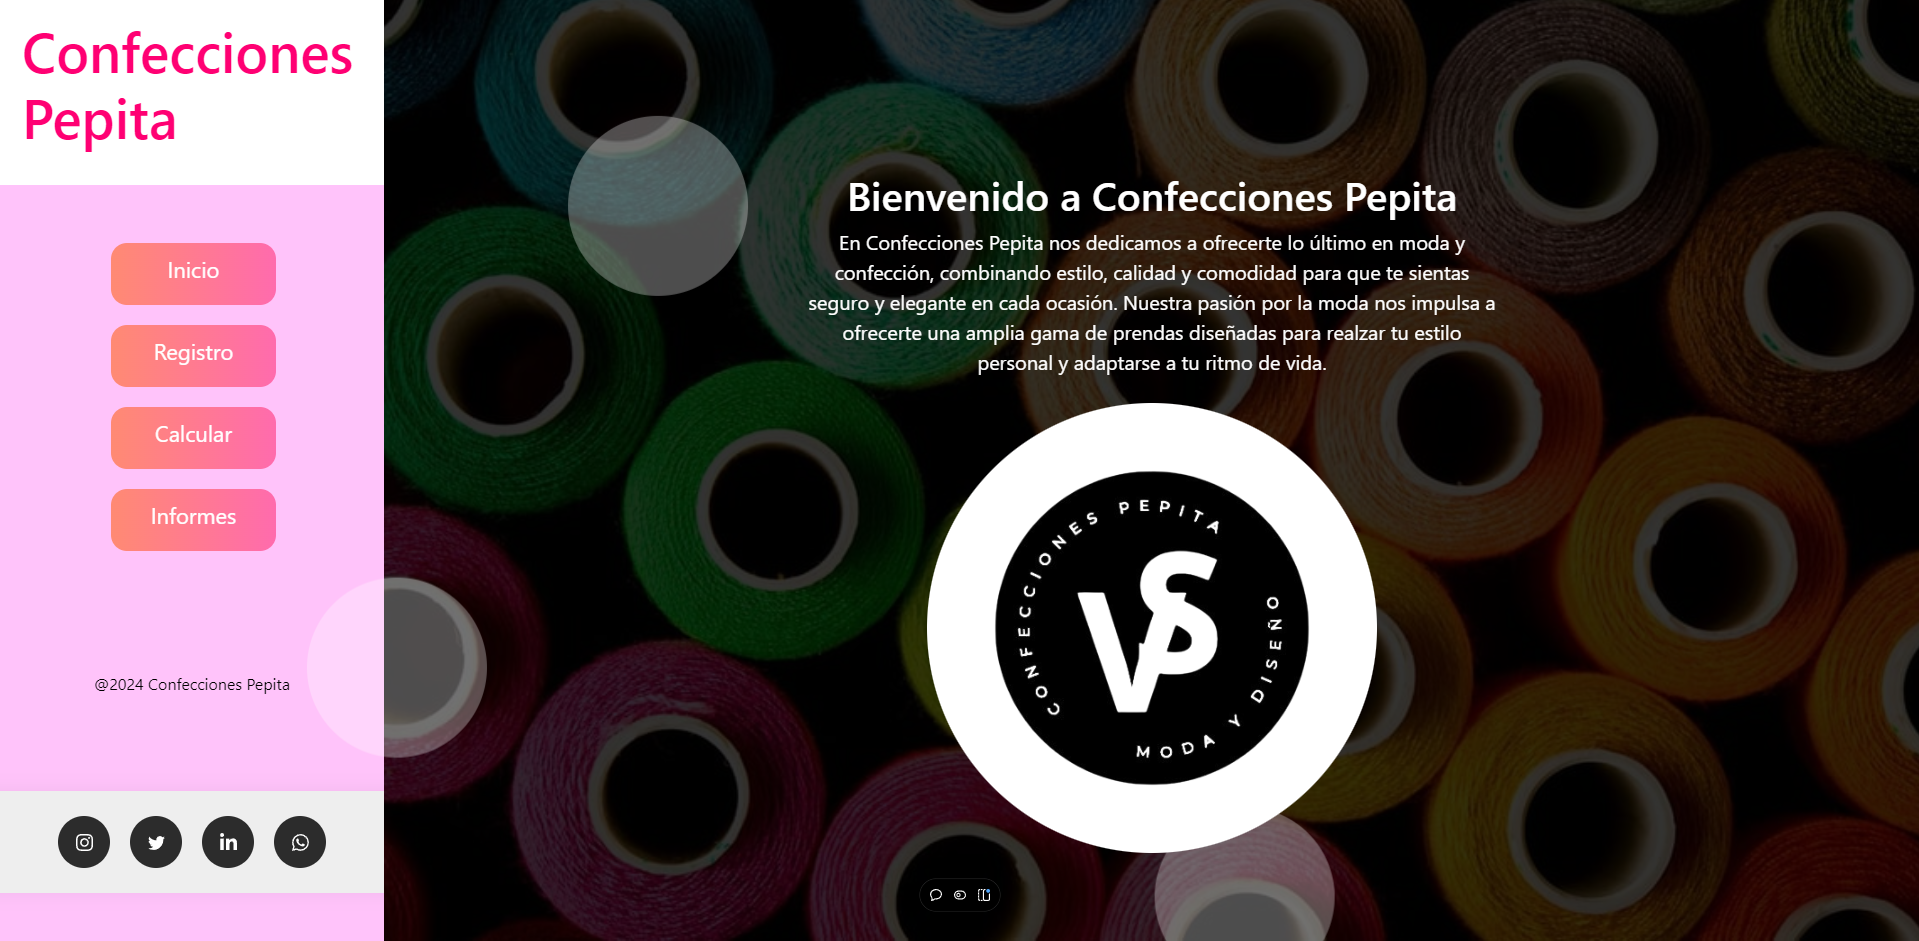 Confecciones
Pepita
Inicio
Registro
Calcular
Informes
@2024 Confecciones Pepita
Bienvenido a Confecciones Pepita
En Confecciones Pepita nos dedicamos a ofrecerte lo último en moda y
confección, combinando estilo, calidad y comodidad para que te sientas
seguro y elegante en cada ocasión. Nuestra pasión por la moda nos impulsa a
ofrecerte una amplia gama de prendas diseñadas para realzar tu estilo
personal y adaptarse a tu ritmo de vida.
CONFECCIONES PEPITA
VS
MODA Y DISEÑO